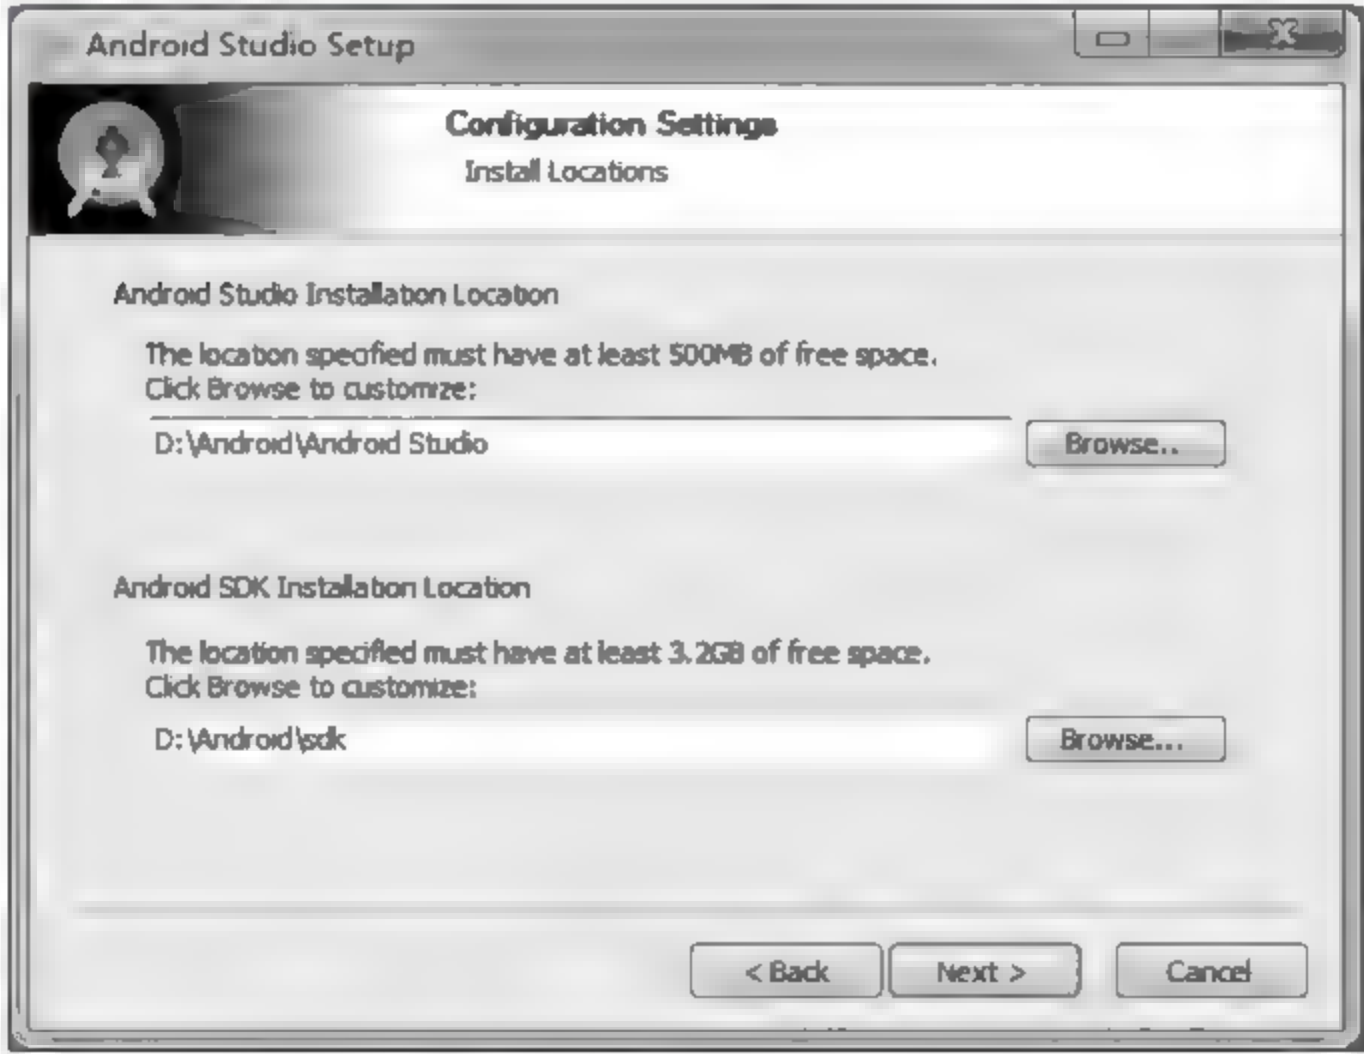 Android Studio Setup
Configuration Settings
Install Locations
Android Studio Installation Location
The location specified must have at least 500MB of free space.
Click Browse to customize:
D:\Android\Android Studio
Browse...
Android SDK Installation Location
The location specified must have at least 3.2GB of free space.
Click Browse to customize:
D:\Android\sdk
Browse...
< Back
Next >
Cancel